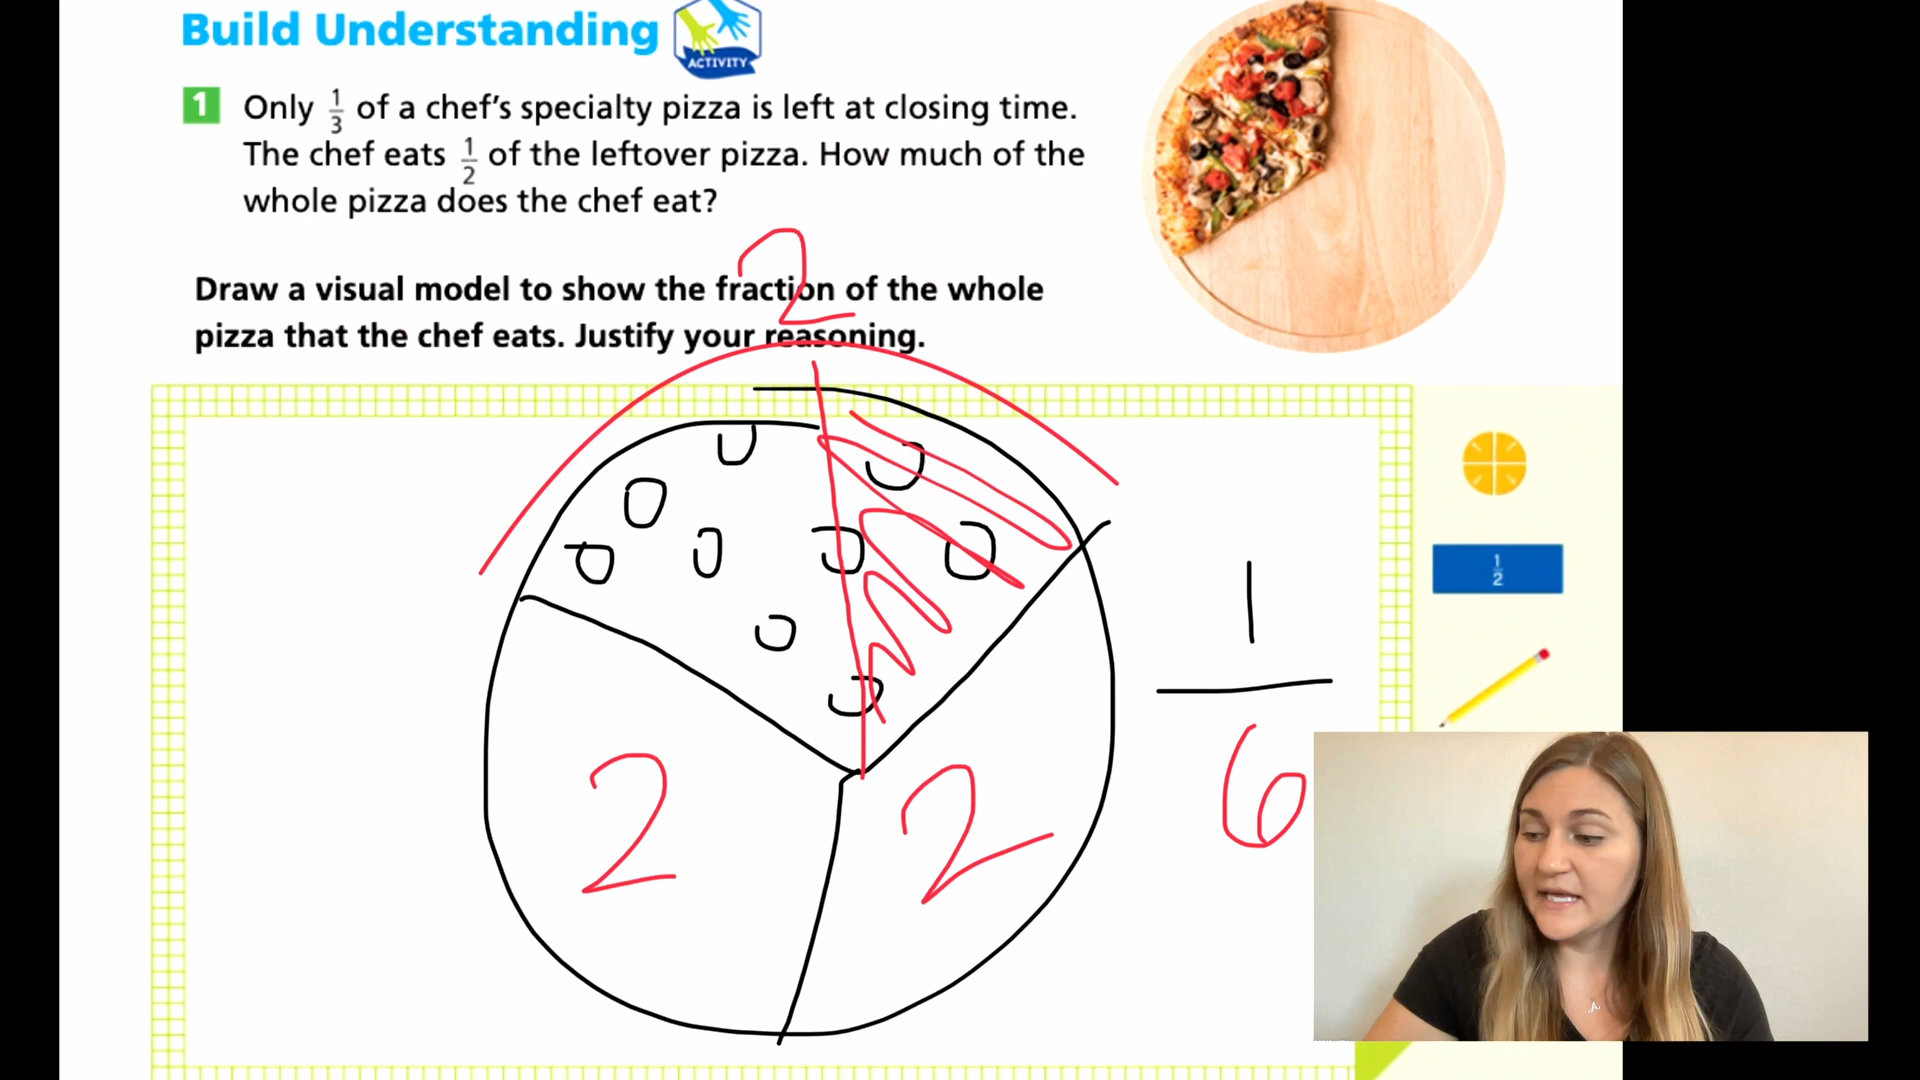 Build Understanding
ACTIVITY
1 Only 1/3 of a chef's specialty pizza is left at closing time.
The chef eats 1/2 of the leftover pizza. How much of the
whole pizza does the chef eat?
2
Draw a visual model to show the fraction of the whole
pizza that the chef eats. Justify your reasoning.
1/2
1/6
2 2